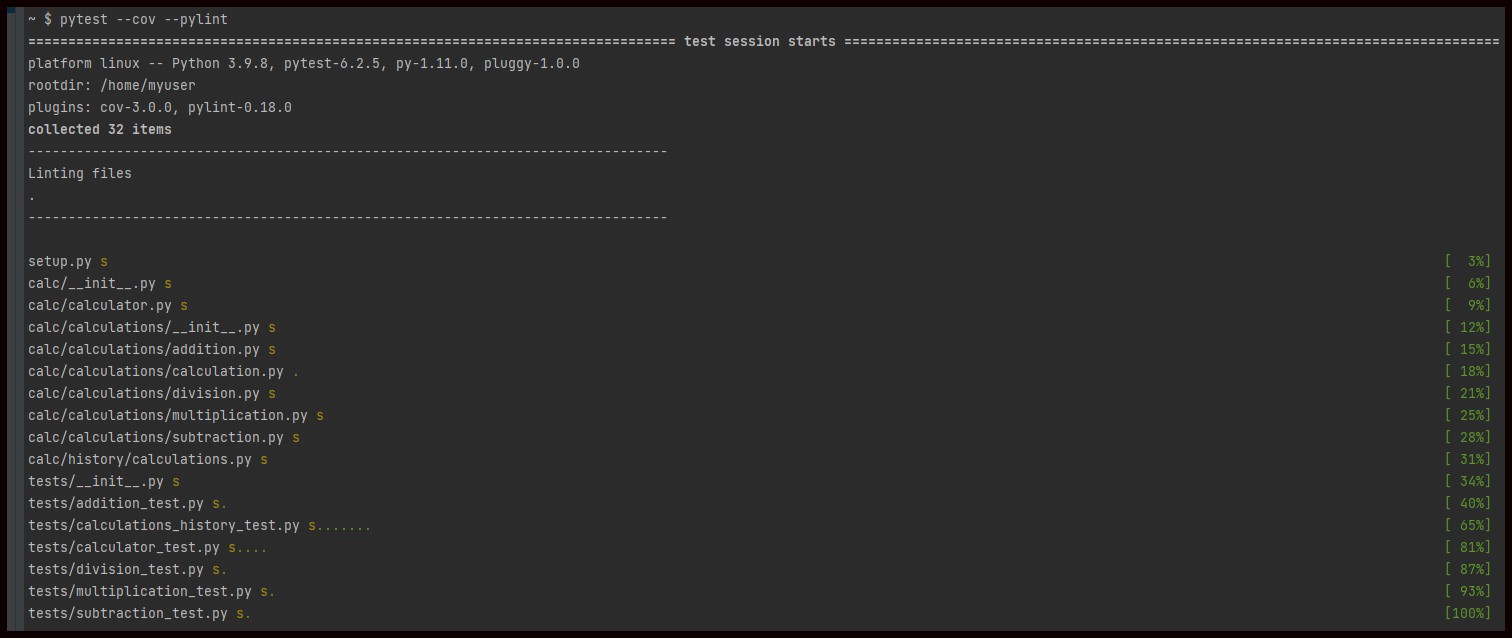 ~ $ pytest --cov --pylint
================================================================================= test session starts ==================================================================================
platform linux -- Python 3.9.8, pytest-6.2.5, py-1.11.0, pluggy-1.0.0
rootdir: /home/myuser
plugins: cov-3.0.0, pylint-0.18.0
collected 32 items
--------------------------------------------------------------------------------
Linting files
.
--------------------------------------------------------------------------------
setup.py s [  3%]
calc/__init__.py s [  6%]
calc/calculator.py s [  9%]
calc/calculations/__init__.py s [ 12%]
calc/calculations/addition.py s [ 15%]
calc/calculations/calculation.py . [ 18%]
calc/calculations/division.py s [ 21%]
calc/calculations/multiplication.py s [ 25%]
calc/calculations/subtraction.py s [ 28%]
calc/history/calculations.py s [ 31%]
tests/__init__.py s [ 34%]
tests/addition_test.py s. [ 40%]
tests/calculations_history_test.py s....... [ 65%]
tests/calculator_test.py s.... [ 81%]
tests/division_test.py s. [ 87%]
tests/multiplication_test.py s. [ 93%]
tests/subtraction_test.py s. [100%]